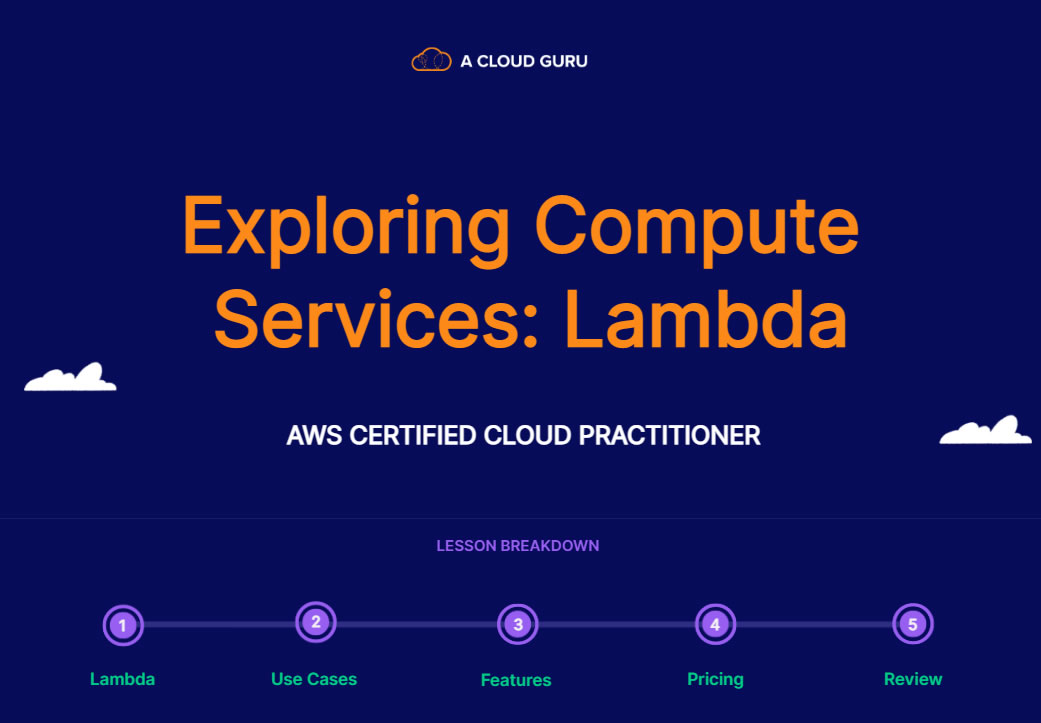 A CLOUD GURU
Exploring Compute
Services: Lambda
AWS CERTIFIED CLOUD PRACTITIONER
LESSON BREAKDOWN
1 2 3 4 5
Lambda Use Cases Features Pricing Review